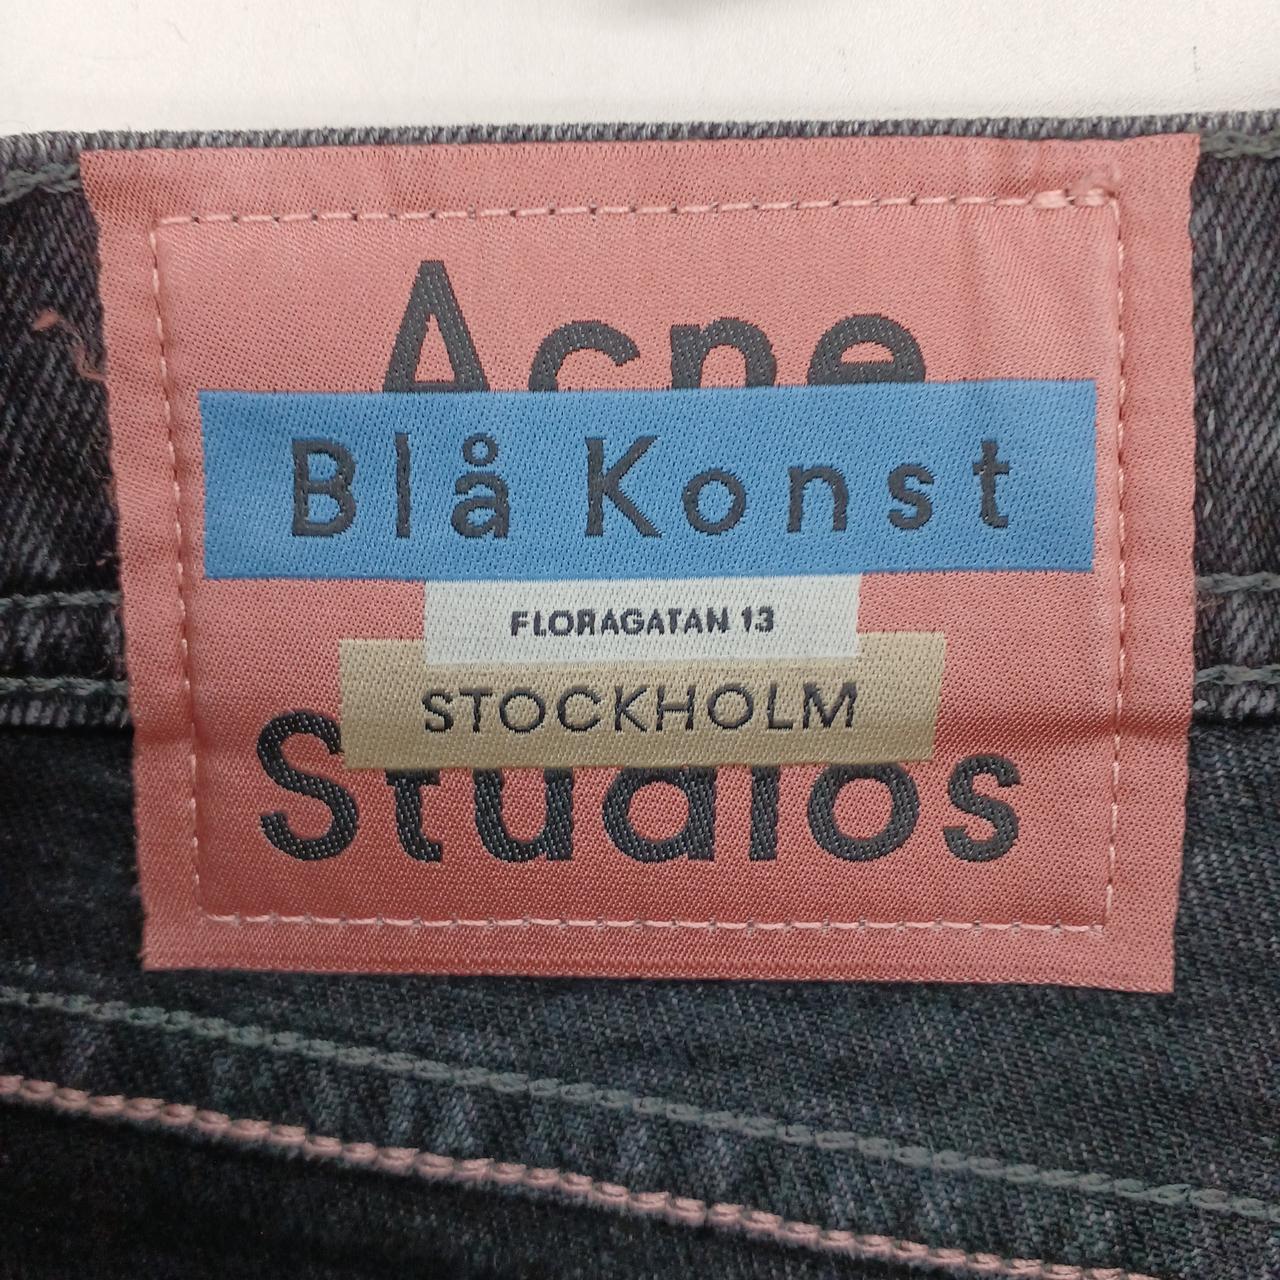 Acne
Blå Konst
FLORAGATAN 13
STOCKHOLM
Studios